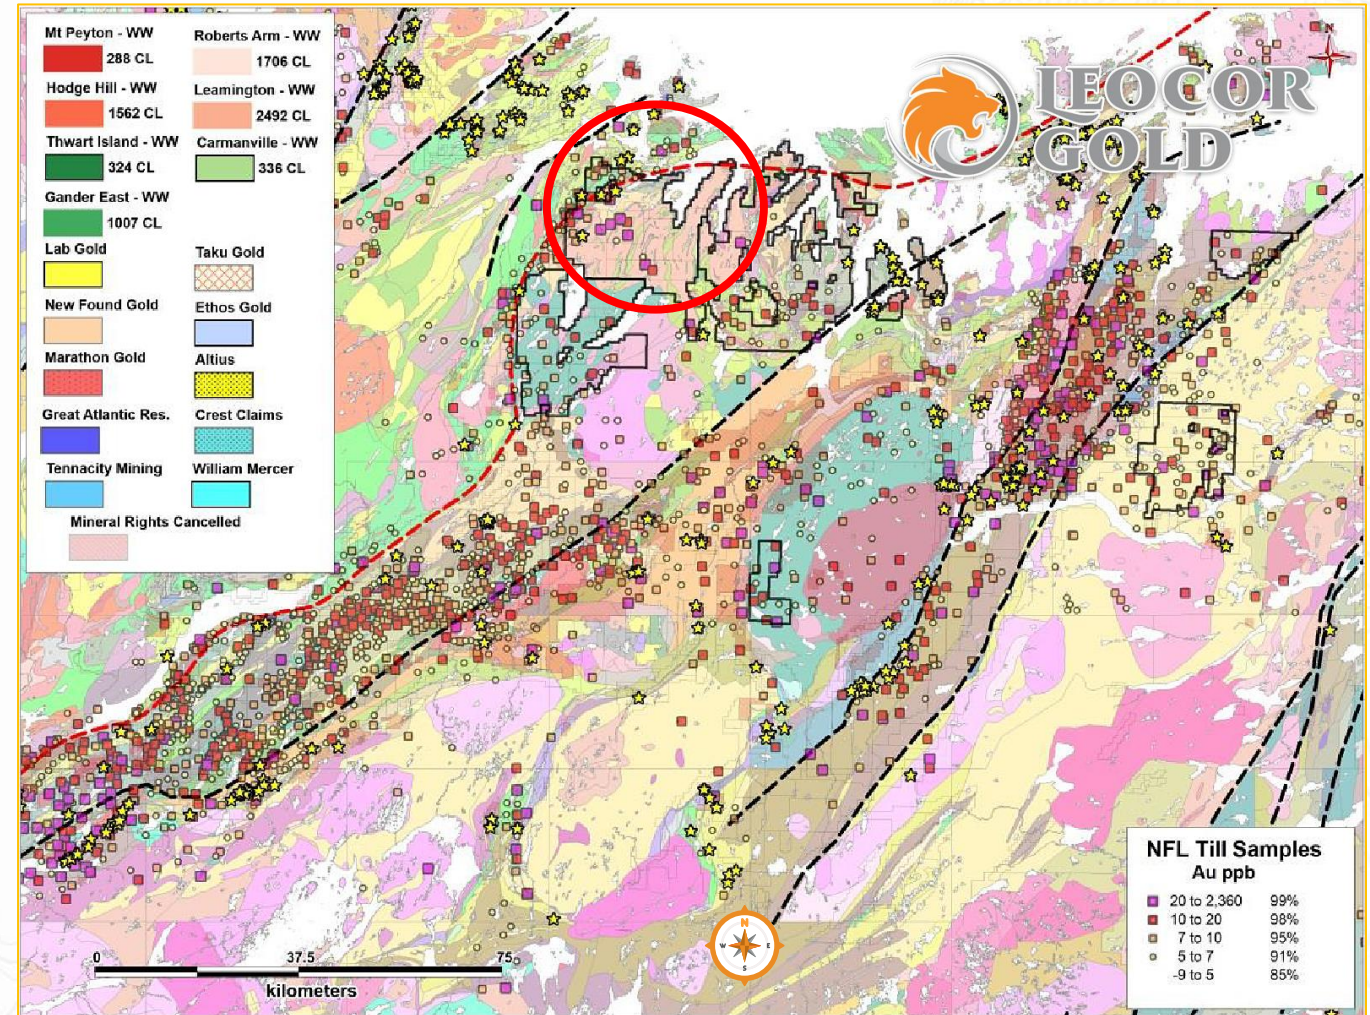 Mt Peyton - WW
288 CL
Roberts Arm - WW
1706 CL
Hodge Hill - WW
1562 CL
Leamington - WW
2492 CL
Thwart Island - WW
324 CL
Carmanville - WW
336 CL
Gander East - WW
1007 CL
Lab Gold
Taku Gold
New Found Gold
Ethos Gold
Marathon Gold
Altius
Great Atlantic Res.
Crest Claims
Tennacity Mining
William Mercer
Mineral Rights Cancelled
LEOCOR
GOLD
N
NFL Till Samples
Au ppb
20 to 2,360 99%
10 to 20 98%
7 to 10 95%
5 to 7 91%
-9 to 5 85%
0 37.5 75
kilometers
N
W E
S